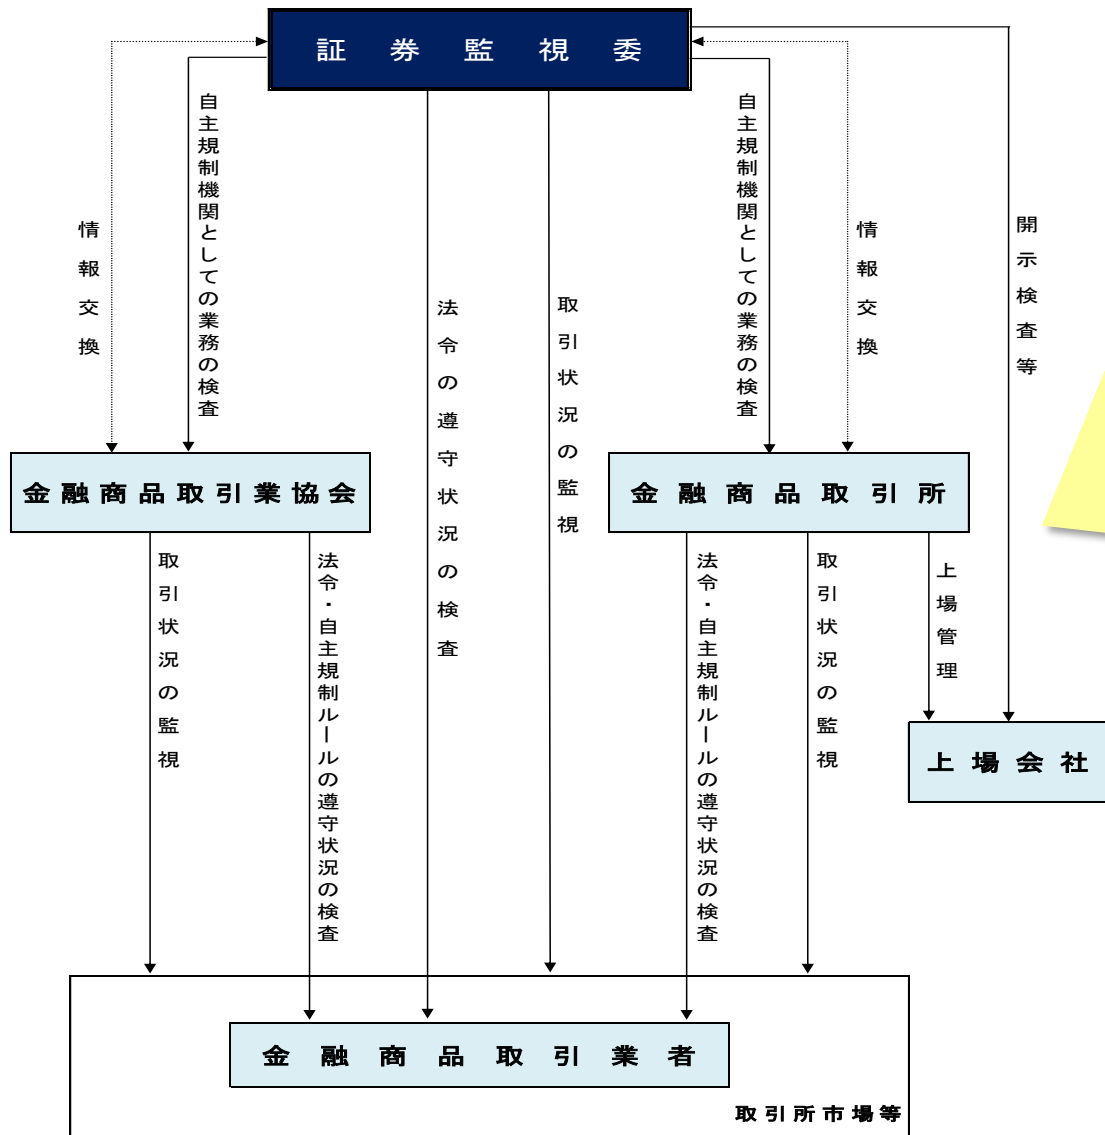 証券監視委
情報交換
自主規制機関としての業務の検査
法令の遵守状況の検査
取引状況の監視
自主規制機関としての業務の検査
情報交換
開示検査等
金融商品取引業協会
金融商品取引所
取引状況の監視
法令・自主規制ルールの遵守状況の検査
法令・自主規制ルールの遵守状況の検査
取引状況の監視
上場管理
上場会社
金融商品取引業者
取引所市場等